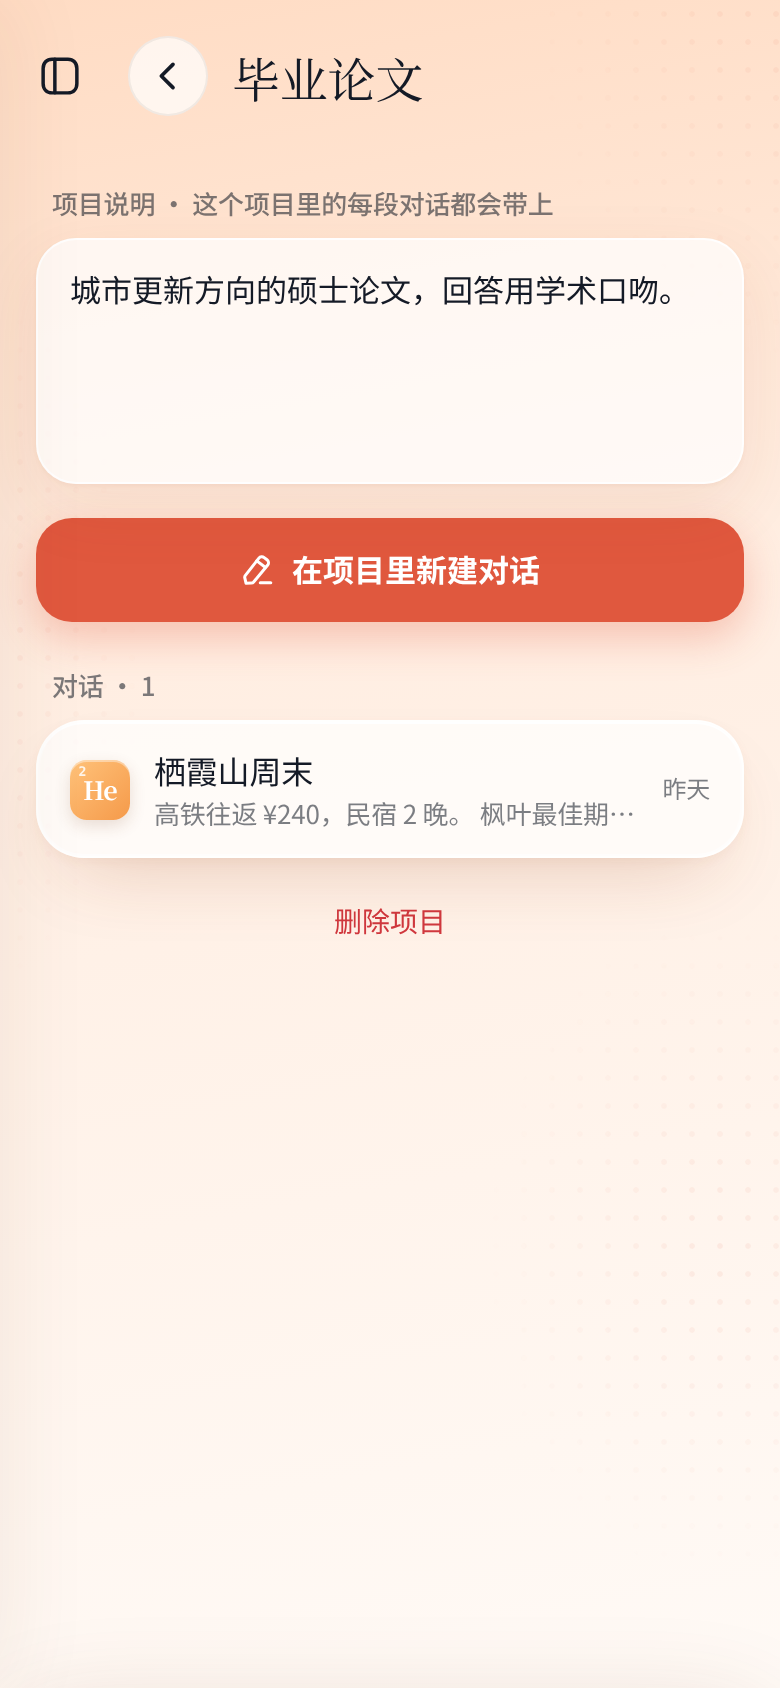 毕业论文
项目说明 · 这个项目里的每段对话都会带上
城市更新方向的硕士论文，回答用学术口吻。
在项目里新建对话
对话 · 1
2
He
栖霞山周末
高铁往返 ¥240，民宿 2 晚。 枫叶最佳期…
昨天
删除项目